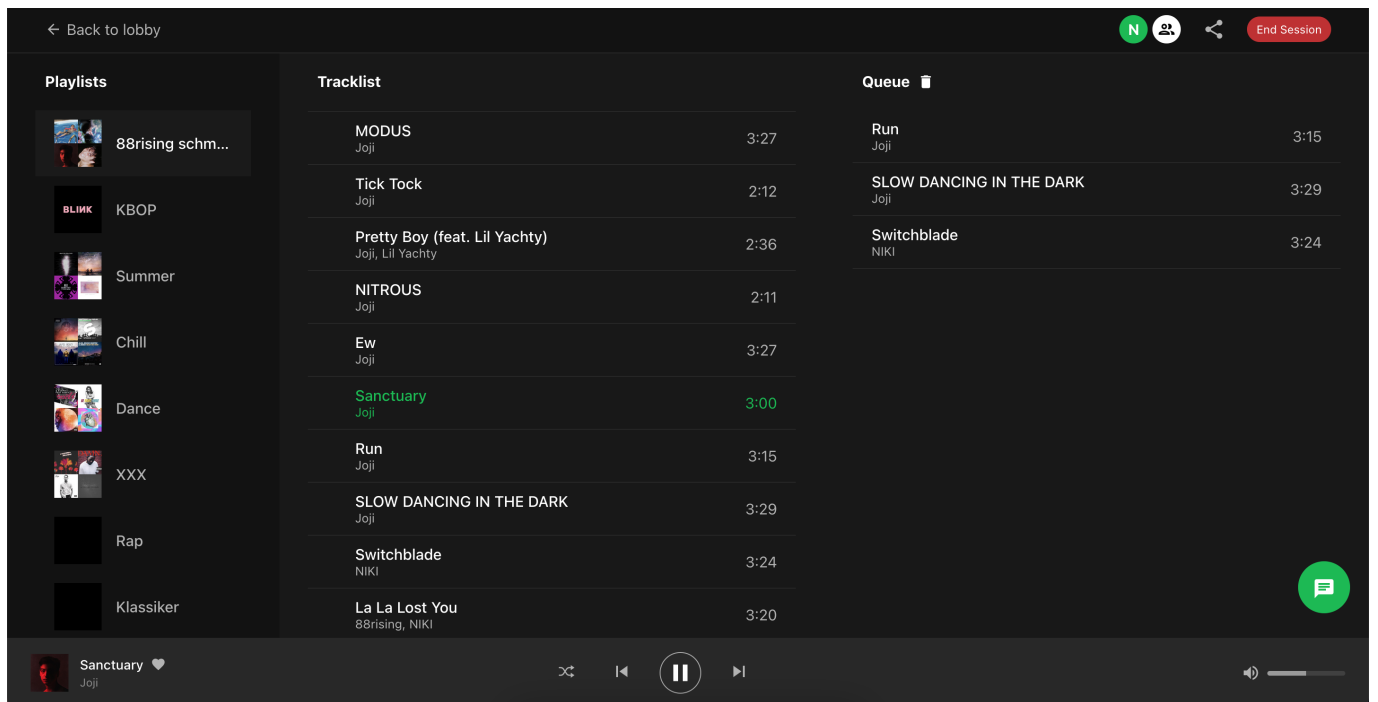 Back to lobby
N
End Session
Playlists
88rising schm...
BLIИK
KBOP
Summer
Chill
Dance
XXX
Rap
Klassiker
Tracklist
MODUS
3:27
Joji
Tick Tock
2:12
Joji
Pretty Boy (feat. Lil Yachty)
2:36
Joji, Lil Yachty
NITROUS
2:11
Joji
Ew
3:27
Joji
Sanctuary
3:00
Joji
Run
3:15
Joji
SLOW DANCING IN THE DARK
3:29
Joji
Switchblade
3:24
NIKI
La La Lost You
3:20
88rising, NIKI
Queue
Run
3:15
Joji
SLOW DANCING IN THE DARK
3:29
Joji
Switchblade
3:24
NIKI
Sanctuary
Joji